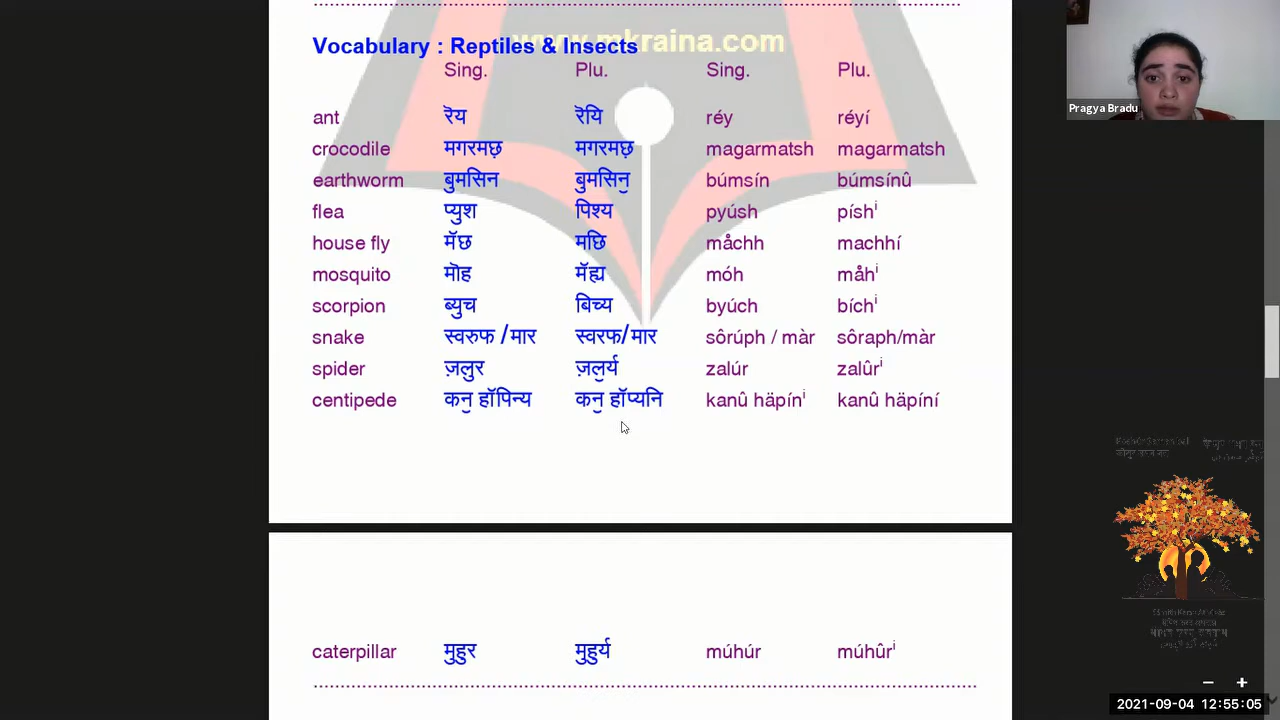 www.mkraina.com
Vocabulary : Reptiles & Insects
Sing. Plu. Sing. Plu.
ant रॆय रॆयि réy réyí
crocodile मगरमछ़ मगरमछ़ magarmatsh magarmatsh
earthworm बुमसिन बुमसिन॒ búmsín búmsínû
flea प्युश पिश्य pyúsh píshⁱ
house fly मॅछ मछि måchh machhí
mosquito मॊह मॅह्य móh måhⁱ
scorpion ब्युच बिच्य byúch bíchⁱ
snake स्वरुफ /मार स्वरफ/मार sôrúph / màr sôraph/màr
spider ज़लुर ज़ल॒र्य zalúr zalûrⁱ
centipede कन॒ हॉपिन्य कन॒ हॉप्यनि kanû häpínⁱ kanû häpíní
caterpillar मुहुर मुहुर्य múhúr múhûrⁱ
Pragya Bradu
2021-09-04 12:55:05